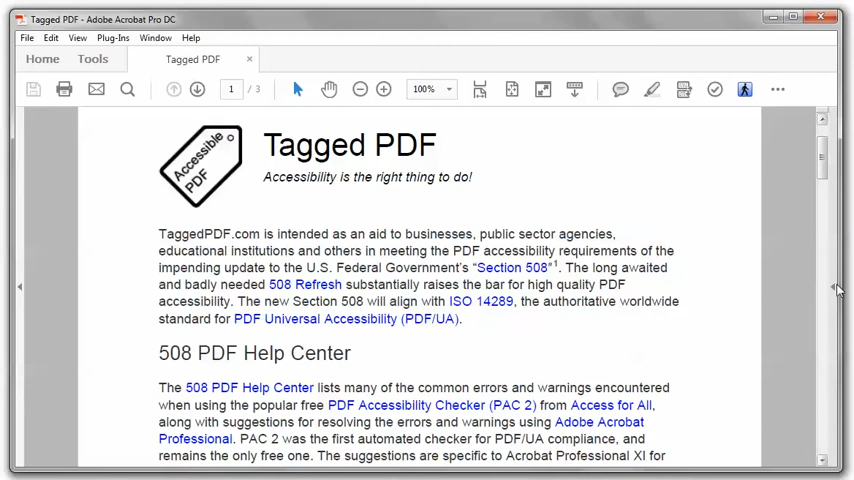 Tagged PDF - Adobe Acrobat Pro DC
File Edit View Plug-Ins Window Help
Home Tools Tagged PDF ×
1 / 3 100%
Accessible
PDF
Tagged PDF
Accessibility is the right thing to do!
TaggedPDF.com is intended as an aid to businesses, public sector agencies,
educational institutions and others in meeting the PDF accessibility requirements of the
impending update to the U.S. Federal Government's “Section 508”1. The long awaited
and badly needed 508 Refresh substantially raises the bar for high quality PDF
accessibility. The new Section 508 will align with ISO 14289, the authoritative worldwide
standard for PDF Universal Accessibility (PDF/UA).
508 PDF Help Center
The 508 PDF Help Center lists many of the common errors and warnings encountered
when using the popular free PDF Accessibility Checker (PAC 2) from Access for All,
along with suggestions for resolving the errors and warnings using Adobe Acrobat
Professional. PAC 2 was the first automated checker for PDF/UA compliance, and
remains the only free one. The suggestions are specific to Acrobat Professional XI for